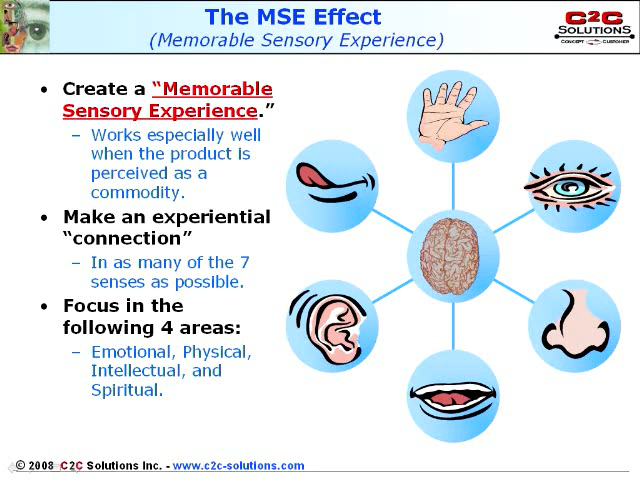 The MSE Effect
(Memorable Sensory Experience)
C2C
SOLUTIONS
CONCEPT CUSTOMER
• Create a “Memorable
Sensory Experience.”
– Works especially well
when the product is
perceived as a
commodity.
• Make an experiential
“connection”
– In as many of the 7
senses as possible.
• Focus in the
following 4 areas:
– Emotional, Physical,
Intellectual, and
Spiritual.
© 2008 C2C Solutions Inc. - www.c2c-solutions.com